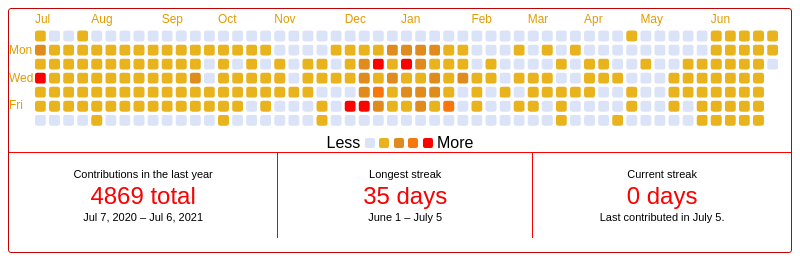 Jul Aug Sep Oct Nov Dec Jan Feb Mar Apr May Jun
Mon
Wed
Fri
Less More
Contributions in the last year
4869 total
Jul 7, 2020 – Jul 6, 2021
Longest streak
35 days
June 1 – July 5
Current streak
0 days
Last contributed in July 5.